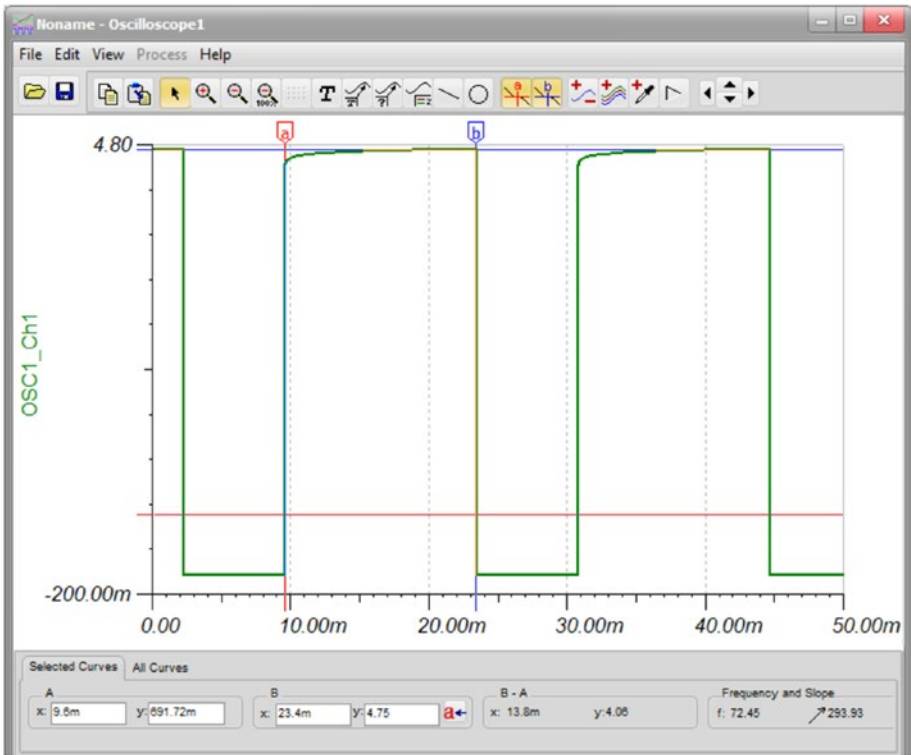 Noname - Oscilloscope1
File Edit View Process Help
100%
T
a b
a b
4.80
OSC1_Ch1
-200.00m
0.00 10.00m 20.00m 30.00m 40.00m 50.00m
Selected Curves All Curves
A B B - A Frequency and Slope
x: 9.6m y: 691.72m x: 23.4m y: 4.75 a x: 13.8m y:4.06 f: 72.45 293.93